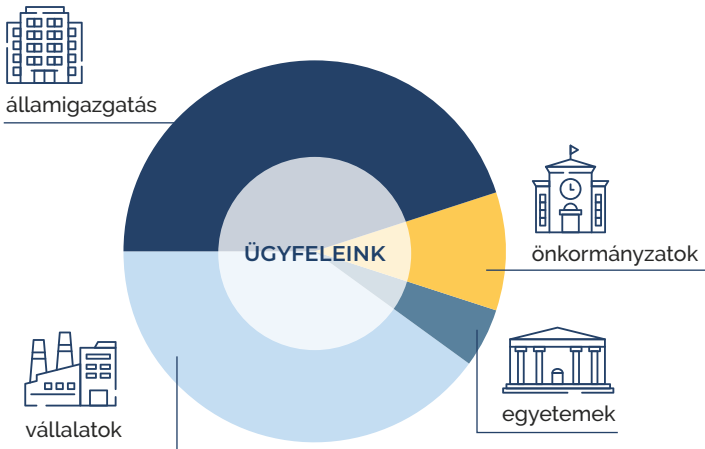 államigazgatás
ÜGYFELEINK
önkormányzatok
egyetemek
vállalatok